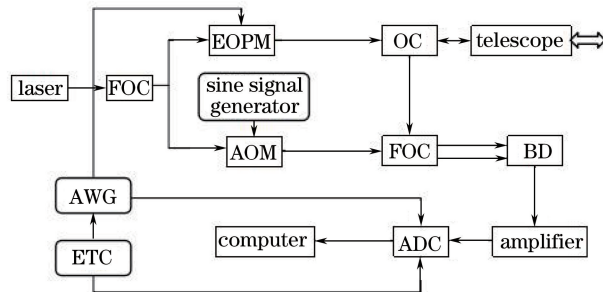 EOPM
OC
telescope
laser
FOC
sine signal
generator
AOM
FOC
BD
AWG
computer
ADC
amplifier
ETC